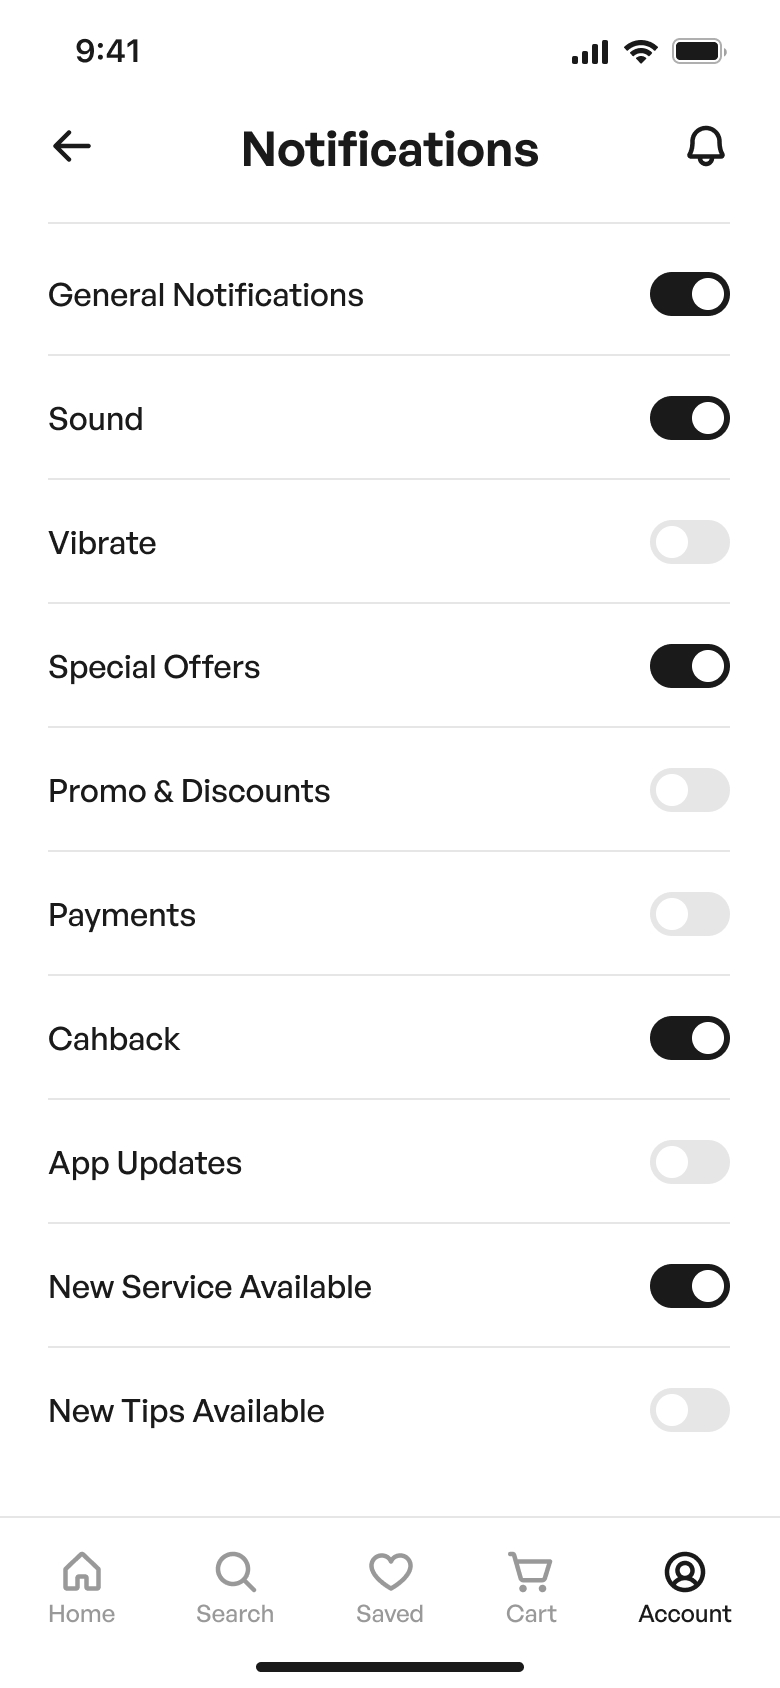 9:41
Notifications
General Notifications
Sound
Vibrate
Special Offers
Promo & Discounts
Payments
Cahback
App Updates
New Service Available
New Tips Available
Home Search Saved Cart Account